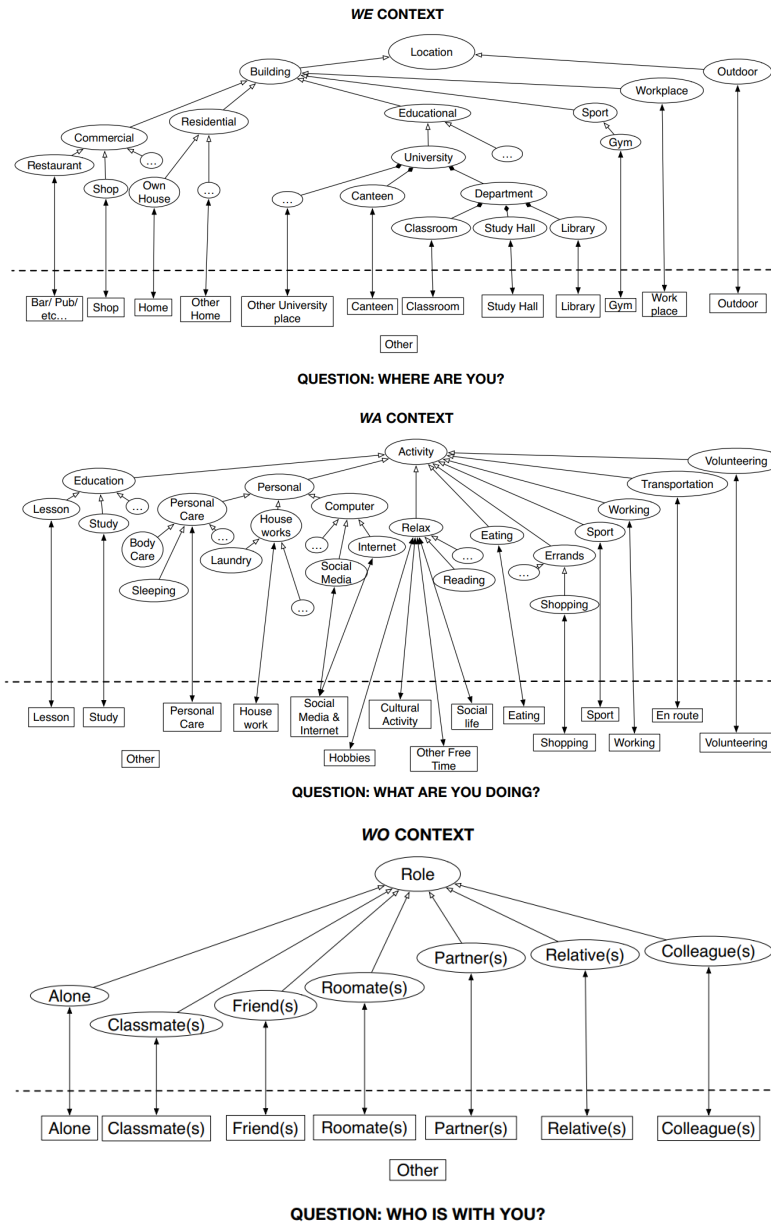 WE CONTEXT
Location
Building
Outdoor
Workplace
Residential
Educational
Sport
Commercial
Gym
Restaurant
...
University
...
Shop
Own
House
...
...
Canteen
Department
Classroom
Study Hall
Library
Bar/ Pub/
etc...
Shop
Home
Other
Home
Other University
place
Canteen
Classroom
Study Hall
Library
Gym
Work
place
Outdoor
Other
QUESTION: WHERE ARE YOU?
WA CONTEXT
Activity
Volunteering
Education
Personal
Transportation
Lesson
...
Study
Personal
Care
Computer
Working
Body
Care
...
House
works
Relax
Eating
Sport
Laundry
...
Internet
...
Errands
Sleeping
Social
Media
Reading
...
...
Shopping
Lesson
Study
Personal
Care
House
work
Social
Media &
Internet
Cultural
Activity
Social
life
Eating
Sport
En route
Other
Hobbies
Other Free
Time
Shopping
Working
Volunteering
QUESTION: WHAT ARE YOU DOING?
WO CONTEXT
Role
Alone
Classmate(s)
Friend(s)
Roomate(s)
Partner(s)
Relative(s)
Colleague(s)
Alone
Classmate(s)
Friend(s)
Roomate(s)
Partner(s)
Relative(s)
Colleague(s)
Other
QUESTION: WHO IS WITH YOU?